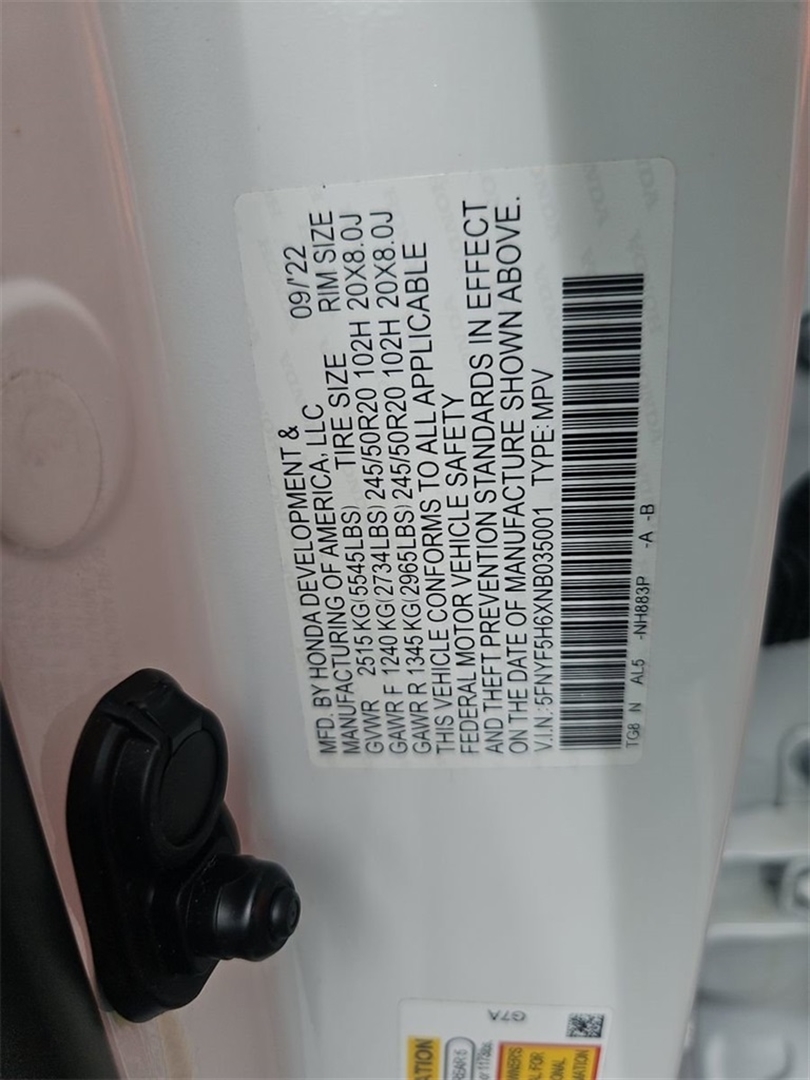 MFD. BY HONDA DEVELOPMENT & 09/'22
MANUFACTURING OF AMERICA, LLC
TIRE SIZE RIM SIZE
GVWR 2515 KG(5545LBS)
GAWR F 1240 KG(2734LBS) 245/50R20 102H 20X8.0J
GAWR R 1345 KG(2965LBS) 245/50R20 102H 20X8.0J
THIS VEHICLE CONFORMS TO ALL APPLICABLE
FEDERAL MOTOR VEHICLE SAFETY
AND THEFT PREVENTION STANDARDS IN EFFECT
ON THE DATE OF MANUFACTURE SHOWN ABOVE.
V.I.N.:5FNYF5H6XNB035001 TYPE:MPV
TG8 N AL5 -NH883P -A -B
G7A